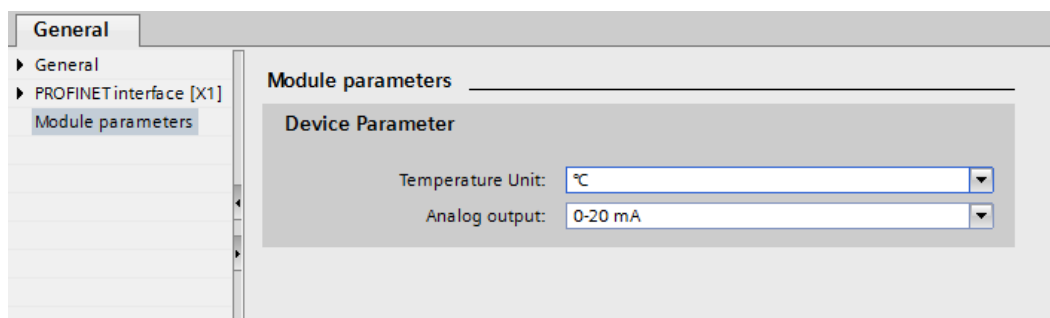 General
General
PROFINET interface [X1]
Module parameters
Module parameters
Device Parameter
Temperature Unit: ℃
Analog output: 0-20 mA